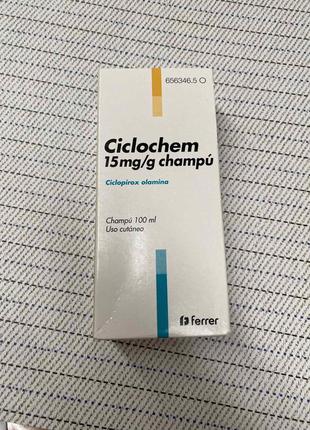 656346.5 O
Ciclochem
15mg/g champú
Ciclopirox olamina
Champú 100 ml
Uso cutáneo
ferrer